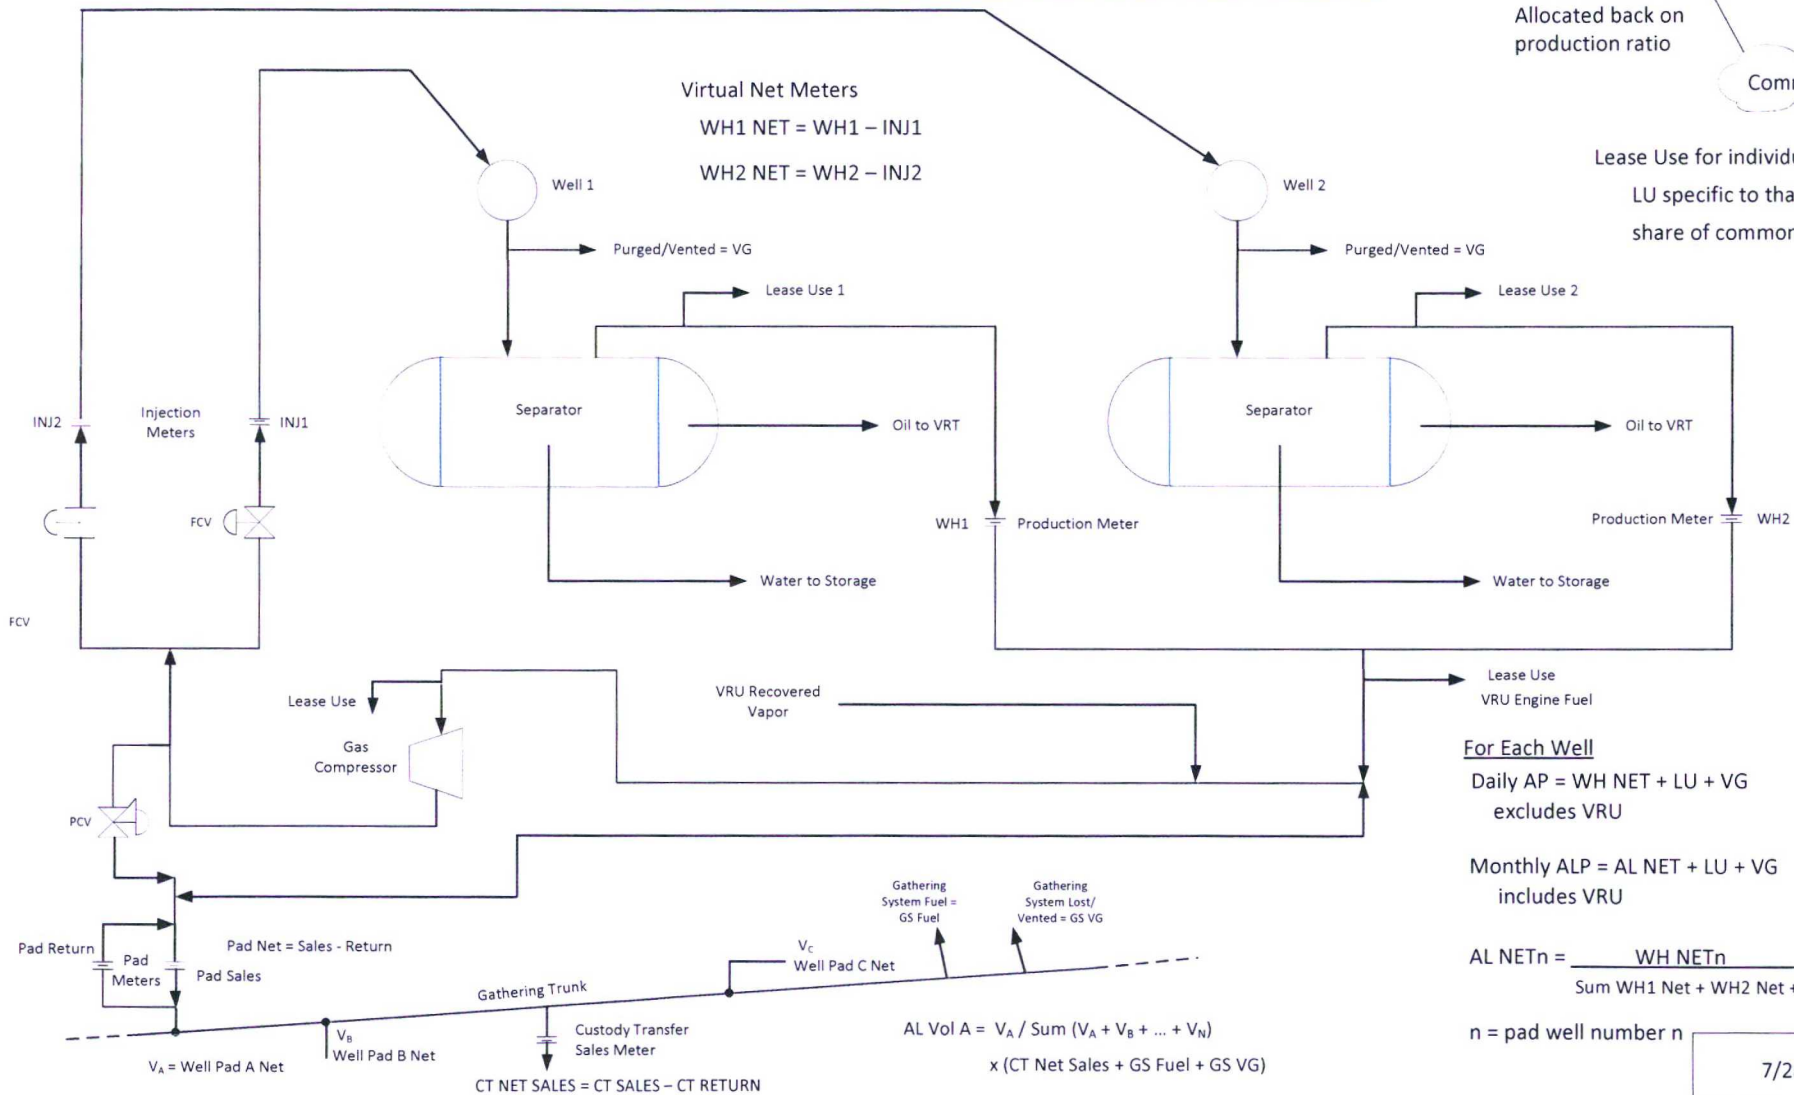 Allocated back on
production ratio
Virtual Net Meters
WH1 NET = WH1 – INJ1
WH2 NET = WH2 – INJ2
Lease Use for individu
LU specific to tha
share of common
Well 1
Well 2
Purged/Vented = VG
Purged/Vented = VG
Lease Use 1
Lease Use 2
INJ2
Injection
Meters
INJ1
Separator
Oil to VRT
Separator
Oil to VRT
FCV
WH1
Production Meter
Production Meter
WH2
Water to Storage
Water to Storage
FCV
Lease Use
VRU Recovered
Vapor
Lease Use
VRU Engine Fuel
Gas
Compressor
PCV
For Each Well
Daily AP = WH NET + LU + VG
excludes VRU
Monthly ALP = AL NET + LU + VG
includes VRU
Gathering
System Fuel =
GS Fuel
Gathering
System Lost/
Vented = GS VG
Pad Return
Pad
Meters
Pad Net = Sales - Return
Pad Sales
VC
Well Pad C Net
AL NETn = WH NETn
Sum WH1 Net + WH2 Net +
Gathering Trunk
VB
Well Pad B Net
Custody Transfer
Sales Meter
AL Vol A = VA / Sum (VA + VB + ... + VN)
x (CT Net Sales + GS Fuel + GS VG)
n = pad well number n
VA = Well Pad A Net
CT NET SALES = CT SALES – CT RETURN